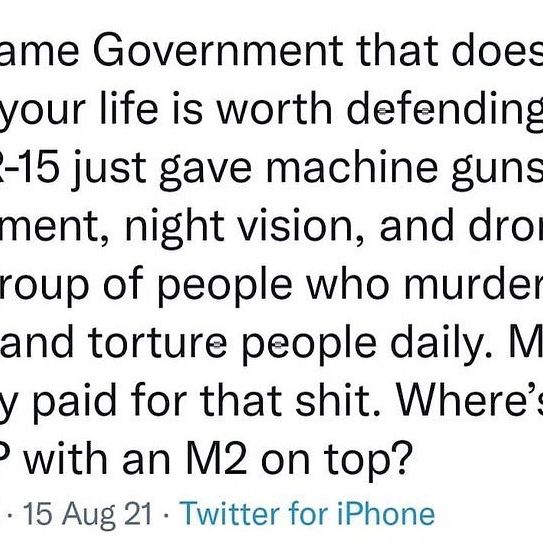 ame Government that does
your life is worth defending
-15 just gave machine guns
ment, night vision, and dro
roup of people who murder
and torture people daily. M
y paid for that shit. Where's
with an M2 on top?
· 15 Aug 21 · Twitter for iPhone